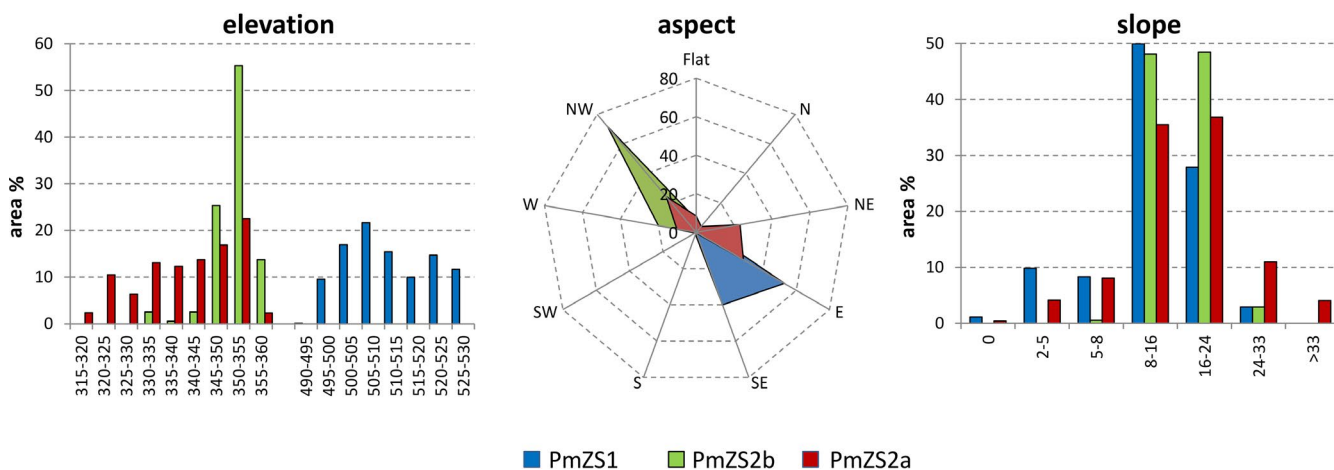 elevation
area %
60
50
40
30
20
10
0
315-320
320-325
325-330
330-335
335-340
340-345
345-350
350-355
355-360
490-495
495-500
500-505
505-510
510-515
515-520
520-525
525-530
aspect
Flat
N
NE
E
SE
S
SW
W
NW
80
60
40
20
0
slope
area %
50
40
30
20
10
0
0
2-5
5-8
8-16
16-24
24-33
>33
PmZS1 PmZS2b PmZS2a